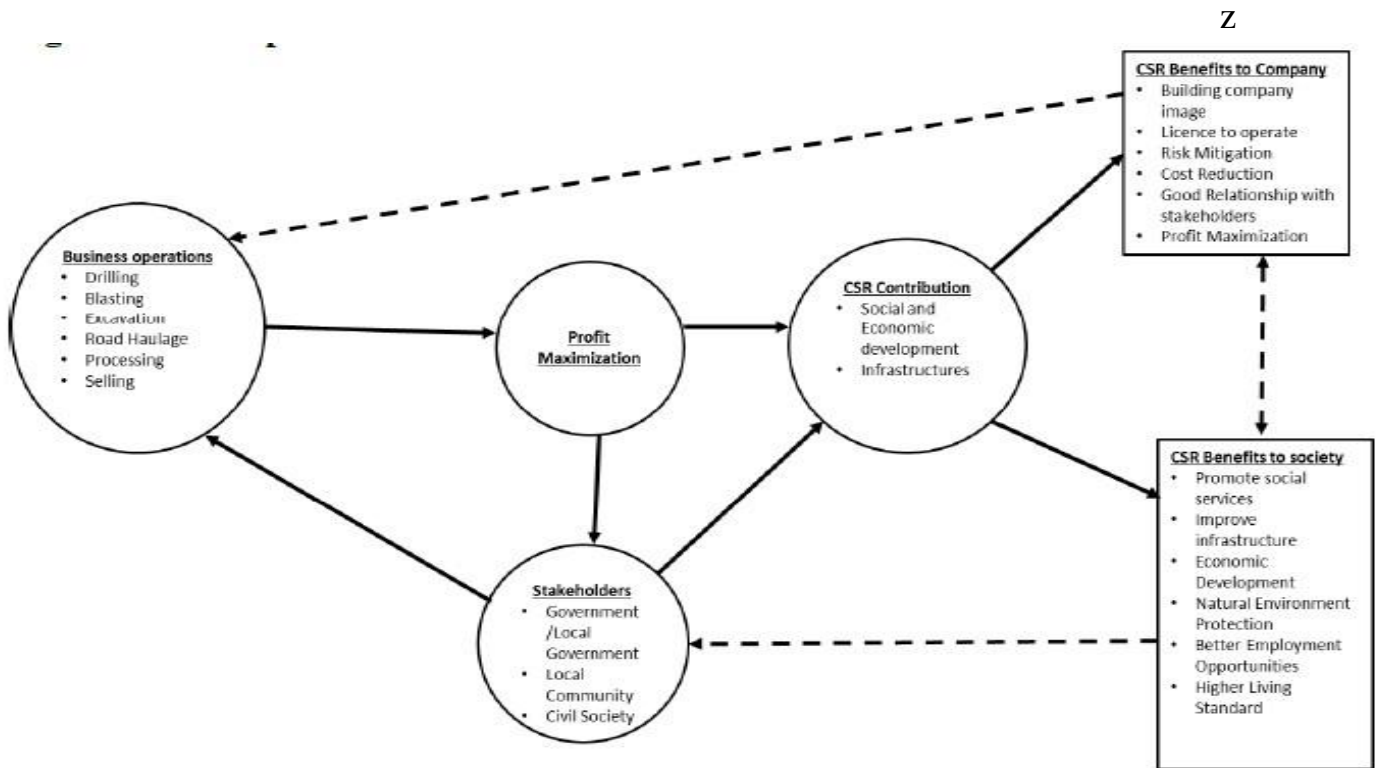 Z
CSR Benefits to Company
• Building company
image
• Licence to operate
• Risk Mitigation
• Cost Reduction
• Good Relationship with
stakeholders
• Profit Maximization
Business operations
• Drilling
• Blasting
• Excavation
• Road Haulage
• Processing
• Selling
Profit
Maximization
CSR Contribution
• Social and
Economic
development
• Infrastructures
Stakeholders
• Government
/Local
Government
• Local
Community
• Civil Society
CSR Benefits to society
• Promote social
services
• Improve
infrastructure
• Economic
Development
• Natural Environment
Protection
• Better Employment
Opportunities
• Higher Living
Standard